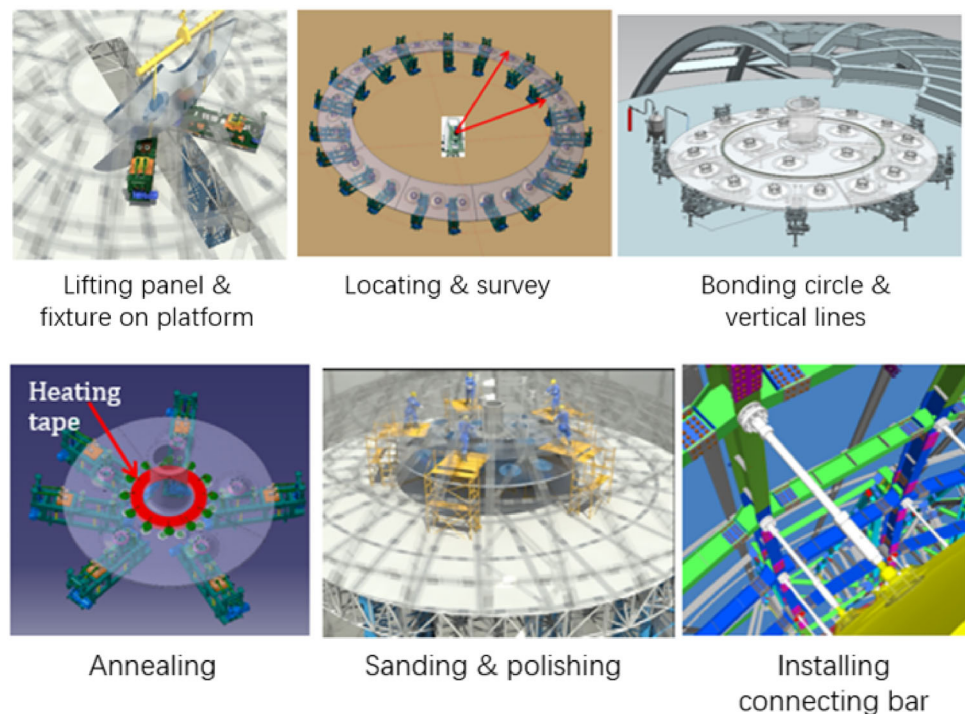 Lifting panel &
fixture on platform
Locating & survey
Bonding circle &
vertical lines
Heating
tape
Annealing
Sanding & polishing
Installing
connecting bar